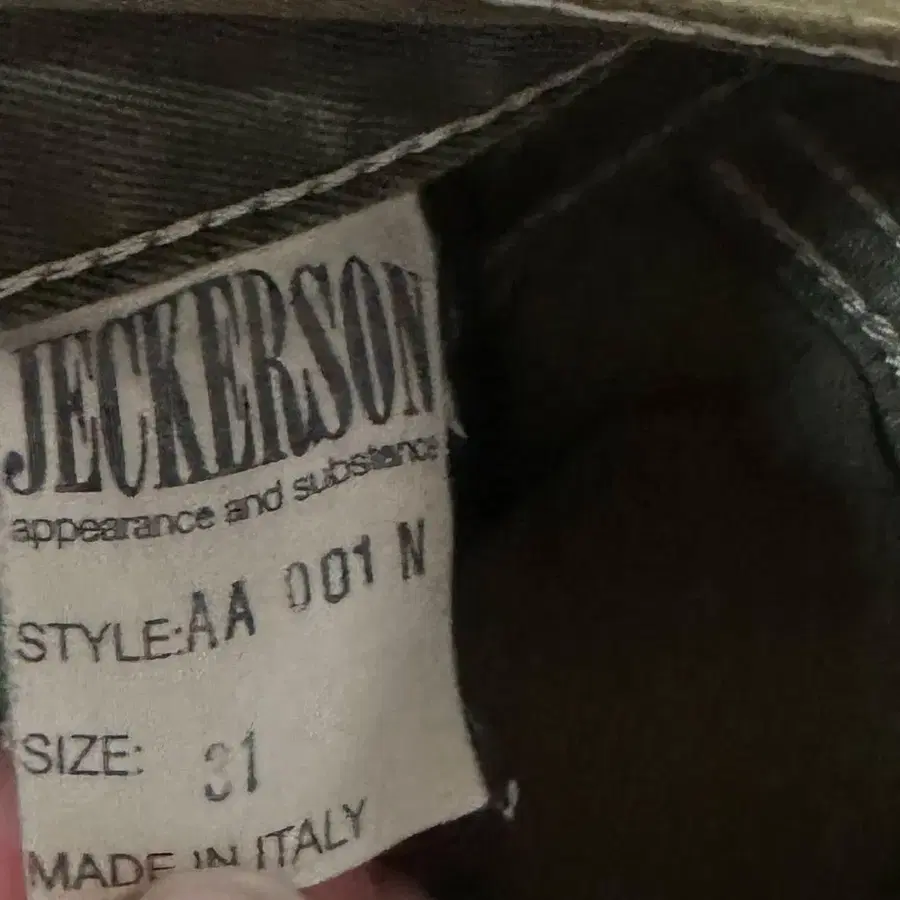 JECKERSON
appearance and substance
STYLE:AA 001 N
SIZE: 31
MADE IN ITALY